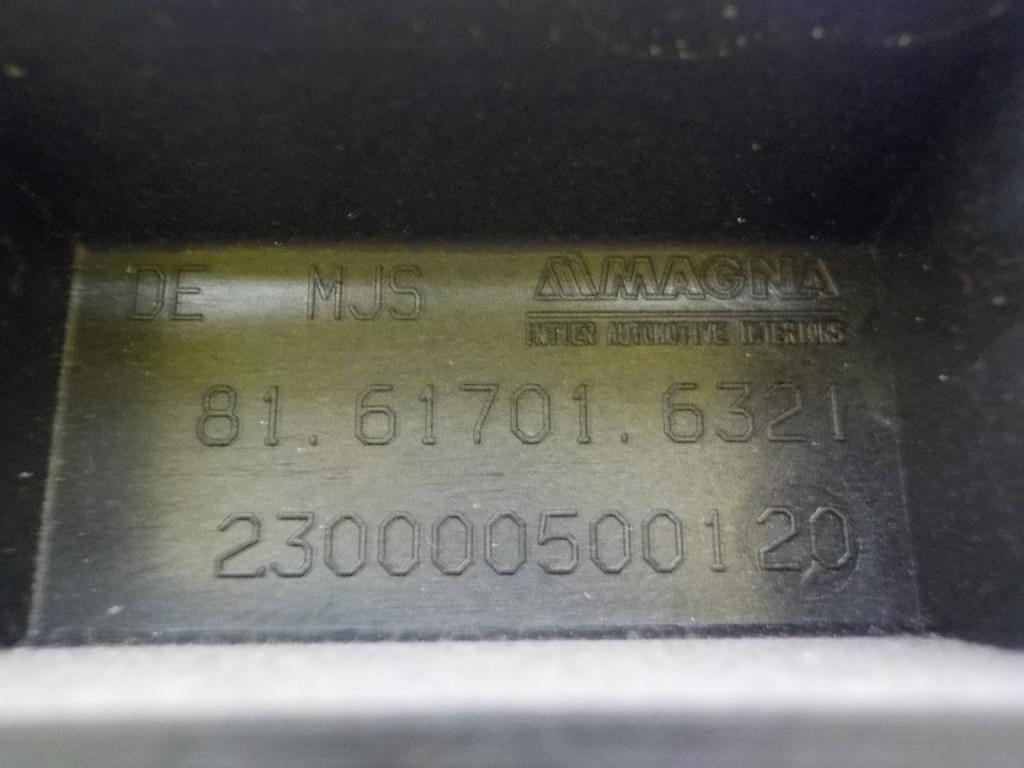 DE MJS MAGNA
INTIER AUTOMOTIVE INTERIORS
81.61701.6321
230000500120